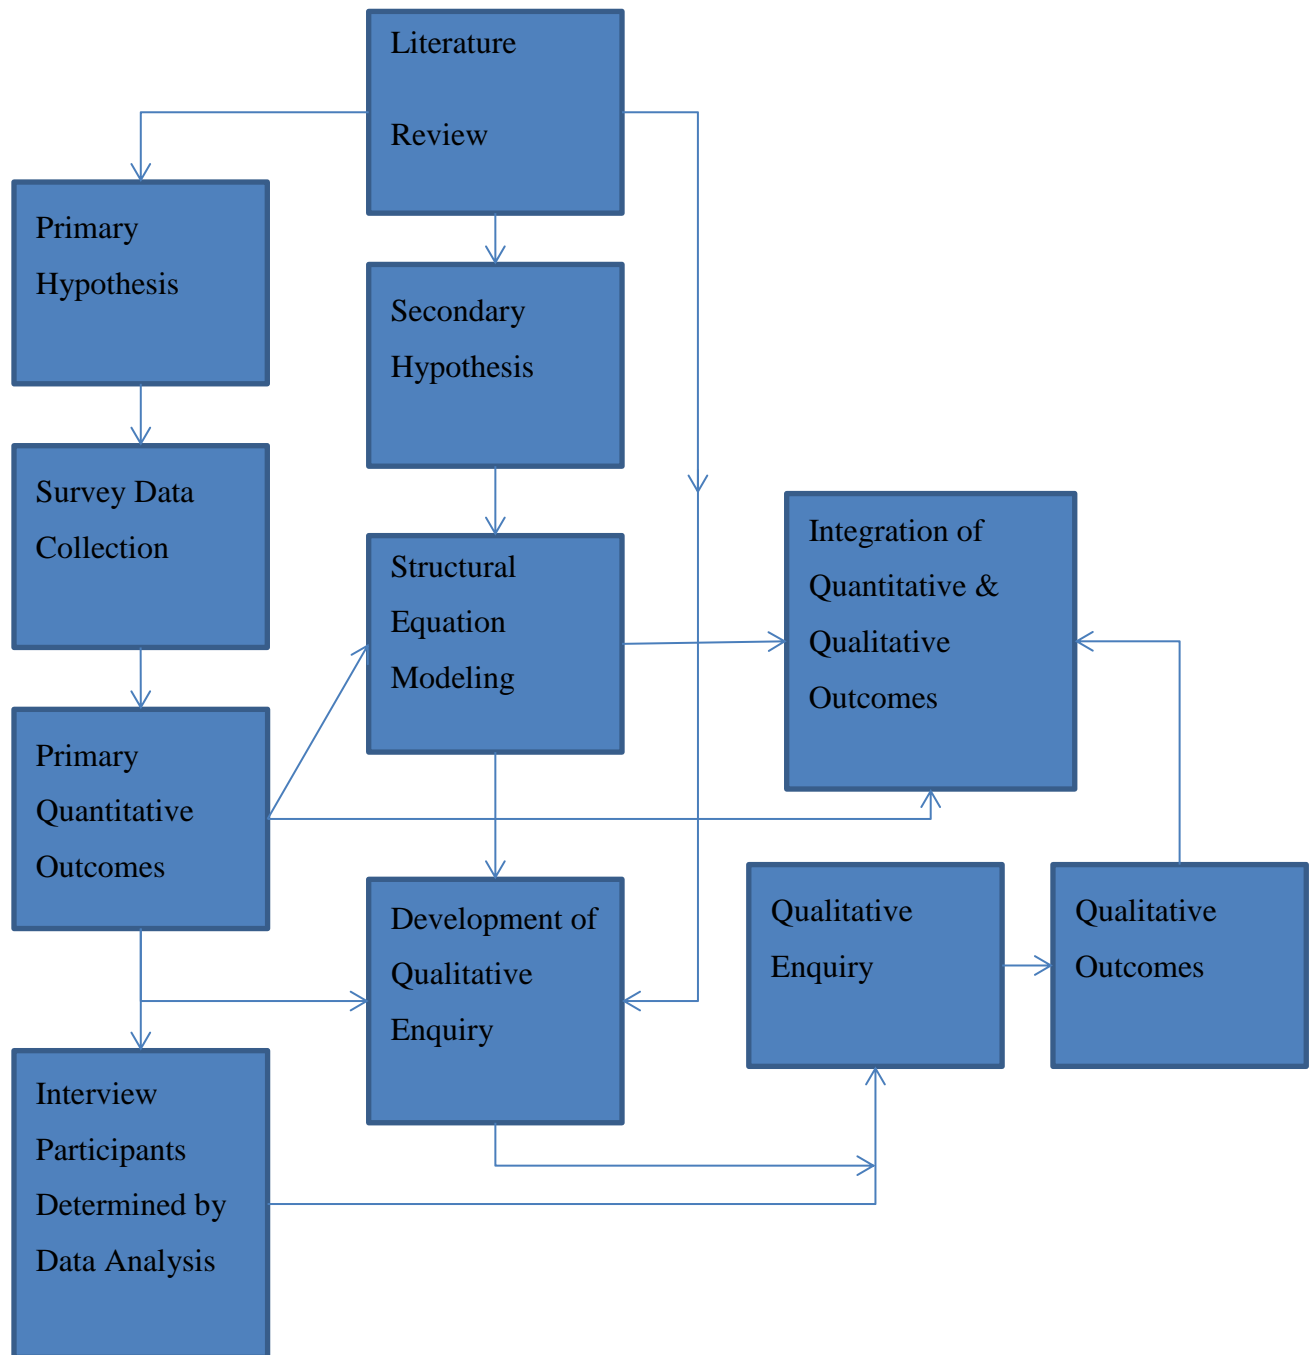 Literature
Review
Primary
Hypothesis
Secondary
Hypothesis
Survey Data
Collection
Structural
Equation
Modeling
Integration of
Quantitative &
Qualitative
Outcomes
Primary
Quantitative
Outcomes
Development of
Qualitative
Enquiry
Qualitative
Enquiry
Qualitative
Outcomes
Interview
Participants
Determined by
Data Analysis